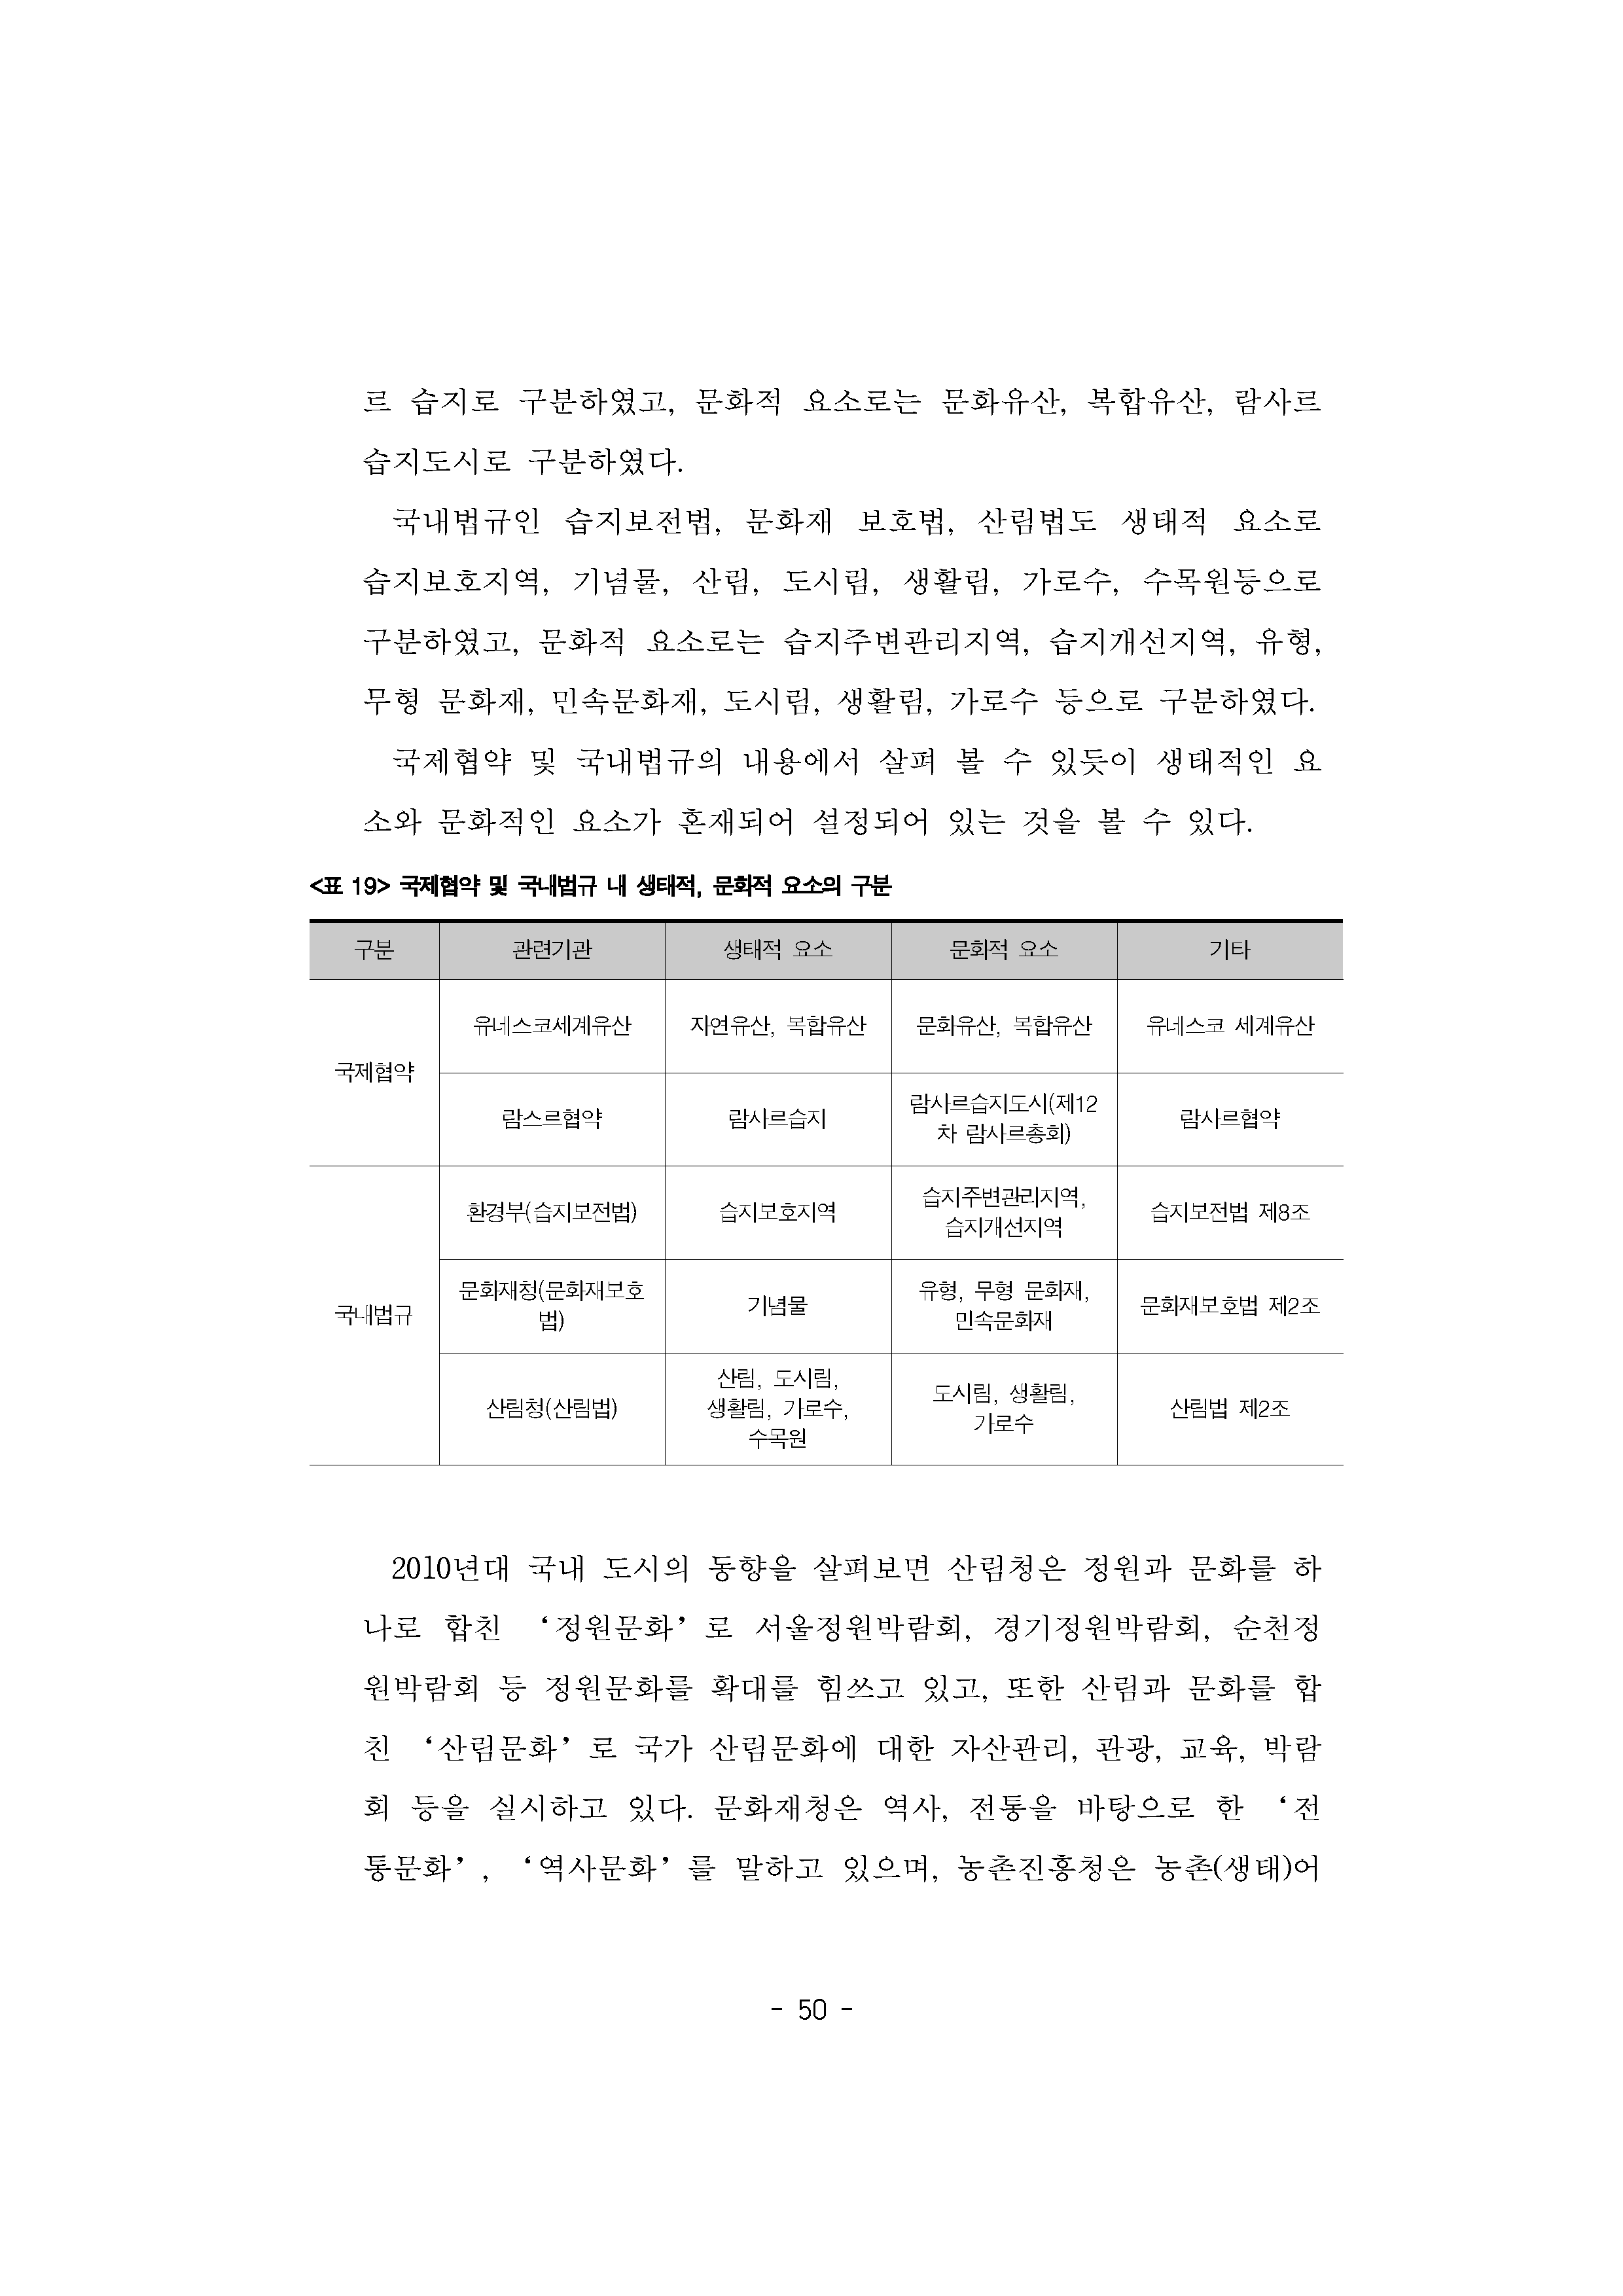 르 습지로 구분하였고, 문화적 요소로는 문화유산, 복합유산, 람사르
습지도시로 구분하였다.
국내법규인 습지보전법, 문화재 보호법, 산림법도 생태적 요소로
습지보호지역, 기념물, 산림, 도시림, 생활림, 가로수, 수목원등으로
구분하였고, 문화적 요소로는 습지주변관리지역, 습지개선지역, 유형,
무형 문화재, 민속문화재, 도시림, 생활림, 가로수 등으로 구분하였다.
국제협약 및 국내법규의 내용에서 살펴 볼 수 있듯이 생태적인 요
소와 문화적인 요소가 혼재되어 설정되어 있는 것을 볼 수 있다.
<표 19> 국제협약 및 국내법규 내 생태적, 문화적 요소의 구분
구분 관련기관 생태적 요소 문화적 요소 기타
국제협약
유네스코세계유산 자연유산, 복합유산 문화유산, 복합유산 유네스코 세계유산
람스르협약 람사르습지 람사르습지도시(제12
차 람사르총회) 람사르협약
국내법규
환경부(습지보전법) 습지보호지역 습지주변관리지역,
습지개선지역 습지보전법 제8조
문화재청(문화재보호
법) 기념물 유형, 무형 문화재,
민속문화재 문화재보호법 제2조
산림청(산림법) 산림, 도시림,
생활림, 가로수,
수목원 도시림, 생활림,
가로수 산림법 제2조
2010년대 국내 도시의 동향을 살펴보면 산림청은 정원과 문화를 하
나로 합친 ‘정원문화’로 서울정원박람회, 경기정원박람회, 순천정
원박람회 등 정원문화를 확대를 힘쓰고 있고, 또한 산림과 문화를 합
친 ‘산림문화’로 국가 산림문화에 대한 자산관리, 관광, 교육, 박람
회 등을 실시하고 있다. 문화재청은 역사, 전통을 바탕으로 한 ‘전
통문화’, ‘역사문화’를 말하고 있으며, 농촌진흥청은 농촌(생태)어
- 50 -